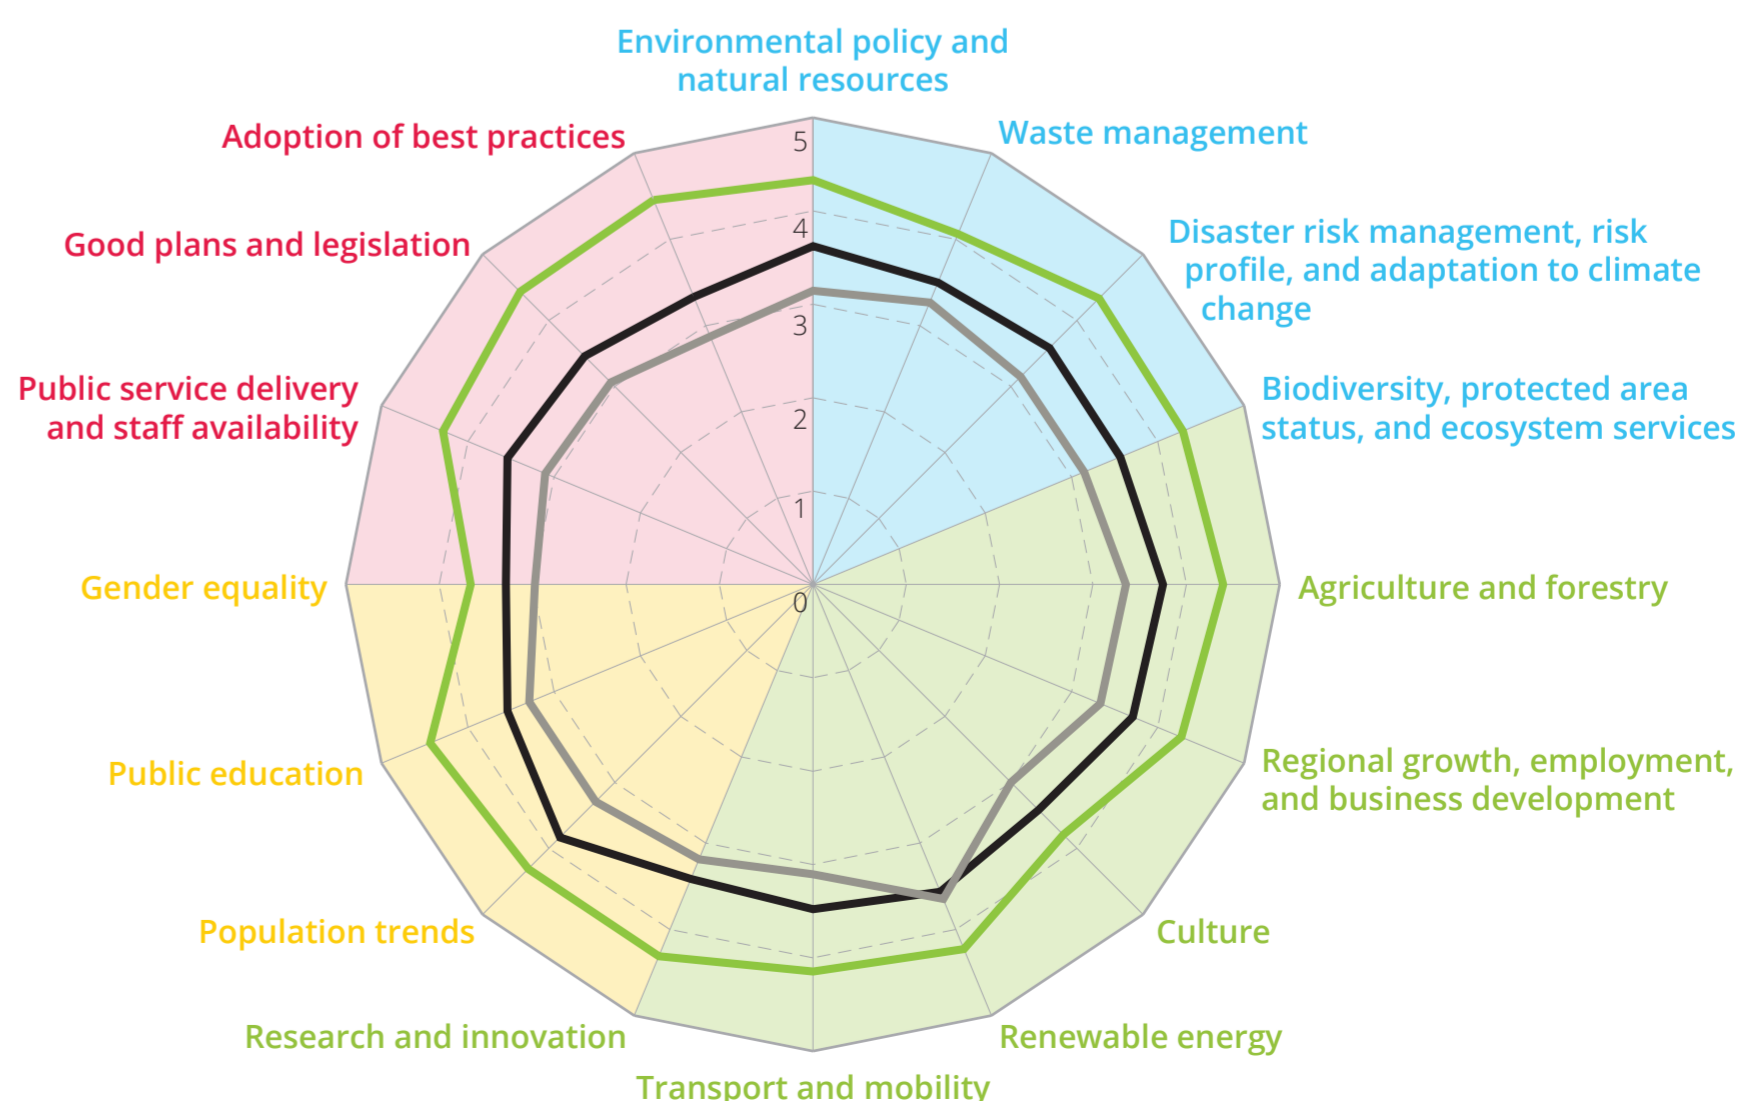 Environmental policy and
natural resources
Waste management
Disaster risk management, risk
profile, and adaptation to climate
change
Biodiversity, protected area
status, and ecosystem services
Agriculture and forestry
Regional growth, employment,
and business development
Culture
Renewable energy
Transport and mobility
Research and innovation
Population trends
Public education
Gender equality
Public service delivery
and staff availability
Good plans and legislation
Adoption of best practices
5
4
3
2
1
0